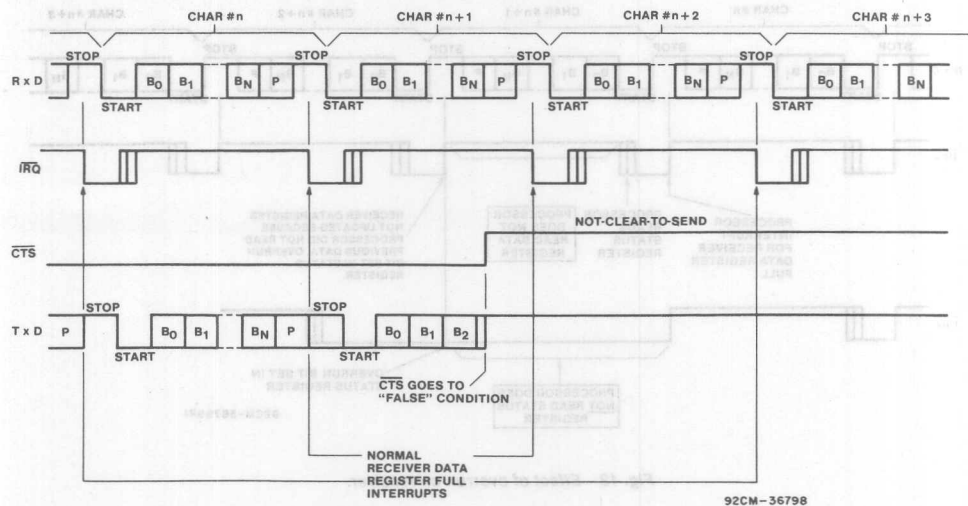 CHAR #n
CHAR #n+1
CHAR #n+2
CHAR # n+3
STOP STOP STOP STOP
RxD
B0 B1 BN P B0 B1 BN P B0 B1 BN P B0 B1 BN
START START START START
IRQ
NOT-CLEAR-TO-SEND
CTS
STOP STOP
TxD
P B0 B1 BN P B0 B1 B2
START START
CTS GOES TO
"FALSE" CONDITION
NORMAL
RECEIVER DATA
REGISTER FULL
INTERRUPTS
92CM-36798